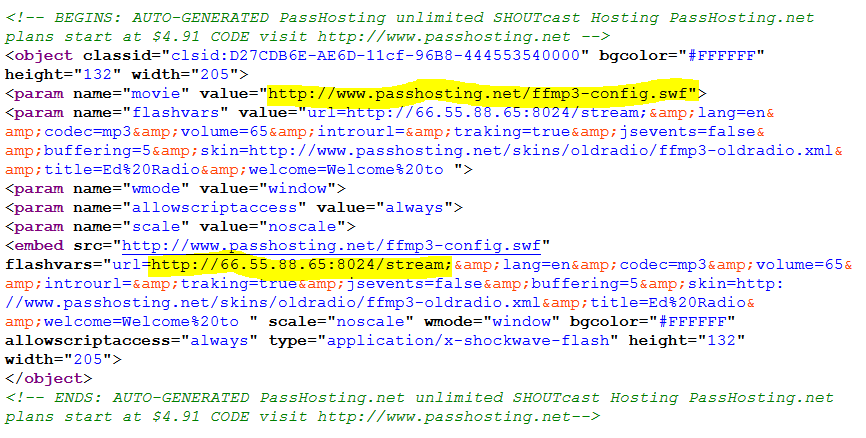 <!-- BEGINS: AUTO-GENERATED PassHosting unlimited SHOUTcast Hosting PassHosting.net
plans start at $4.91 CODE visit http://www.passhosting.net -->
<object classid="clsid:D27CDB6E-AE6D-11cf-96B8-444553540000" bgcolor="#FFFFFF"
height="132" width="205">
<param name="movie" value="http://www.passhosting.net/ffmp3-config.swf">
<param name="flashvars" value="url=http://66.55.88.65:8024/stream;&amp;lang=en&
amp;codec=mp3&amp;volume=65&amp;introurl=&amp;traking=true&amp;jsevents=false&
amp;buffering=5&amp;skin=http://www.passhosting.net/skins/oldradio/ffmp3-oldradio.xml&
amp;title=Ed%20Radio&amp;welcome=Welcome%20to ">
<param name="wmode" value="window">
<param name="allowscriptaccess" value="always">
<param name="scale" value="noscale">
<embed src="http://www.passhosting.net/ffmp3-config.swf"
flashvars="url=http://66.55.88.65:8024/stream;&amp;lang=en&amp;codec=mp3&amp;volume=65&
amp;introurl=&amp;traking=true&amp;jsevents=false&amp;buffering=5&amp;skin=http:
//www.passhosting.net/skins/oldradio/ffmp3-oldradio.xml&amp;title=Ed%20Radio&
amp;welcome=Welcome%20to " scale="noscale" wmode="window" bgcolor="#FFFFFF"
allowscriptaccess="always" type="application/x-shockwave-flash" height="132"
width="205">
</object>
<!-- ENDS: AUTO-GENERATED PassHosting unlimited SHOUTcast Hosting PassHosting.net
plans start at $4.91 CODE visit http://www.passhosting.net-->